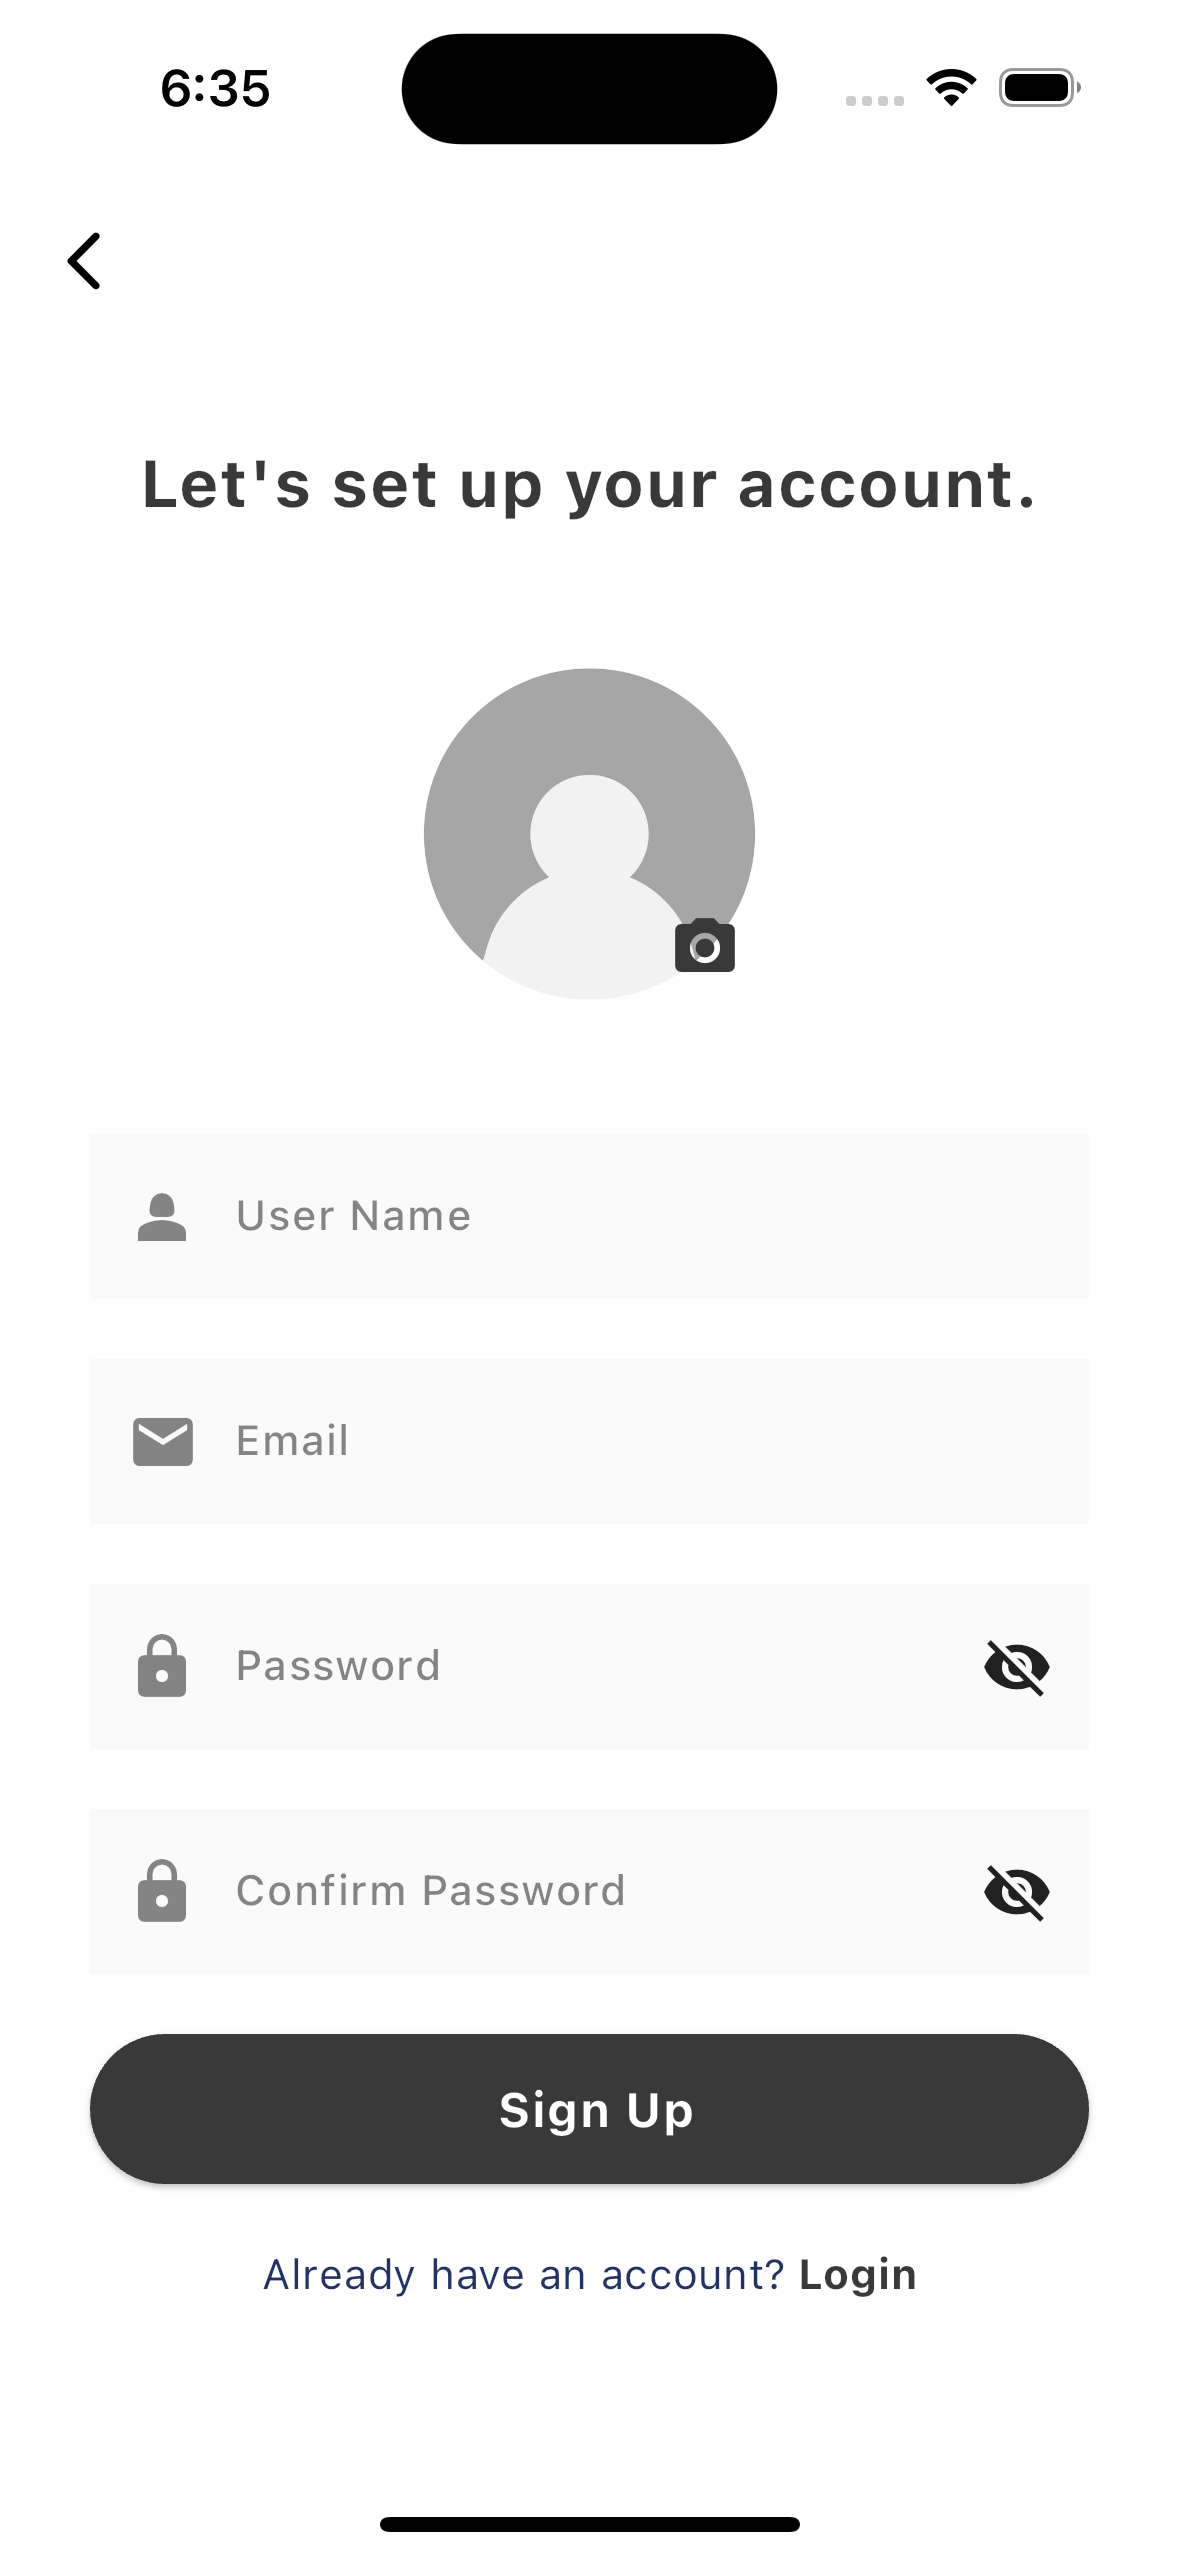 6:35
Let's set up your account.
User Name
Email
Password
Confirm Password
Sign Up
Already have an account? Login